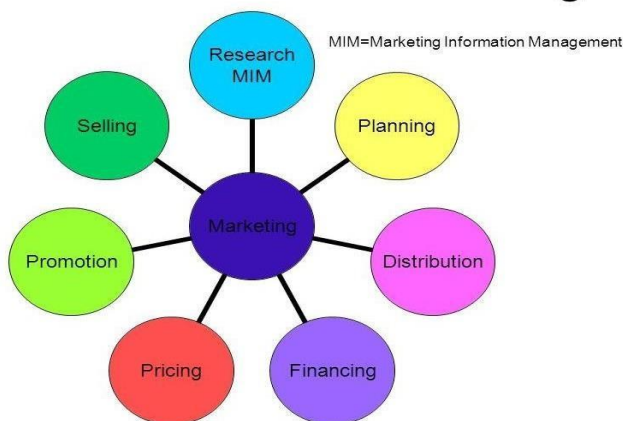 Research
MIM
MIM=Marketing Information Management
Selling
Planning
Marketing
Promotion
Distribution
Pricing
Financing